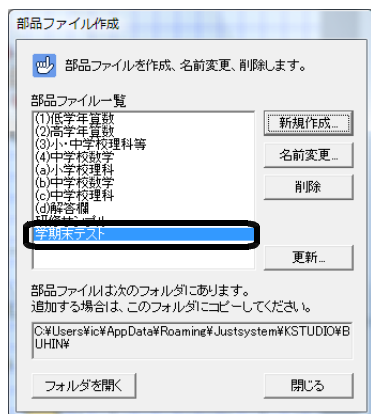 部品ファイル作成
部品ファイルを作成、名前変更、削除します。
部品ファイル一覧
(1)低学年算数
(2)高学年算数
(3)小・中学校理科等
(4)中学校数学
(a)小学校理科
(b)中学校数学
(c)中学校理科
(d)解答欄
研修サンプル
学期末テスト
新規作成...
名前変更...
削除
更新...
部品ファイルは次のフォルダにあります。
追加する場合は、このフォルダにコピーしてください。
C:¥Users¥ic¥AppData¥Roaming¥Justsystem¥KSTUDIO¥B
UHIN¥
フォルダを開く
閉じる